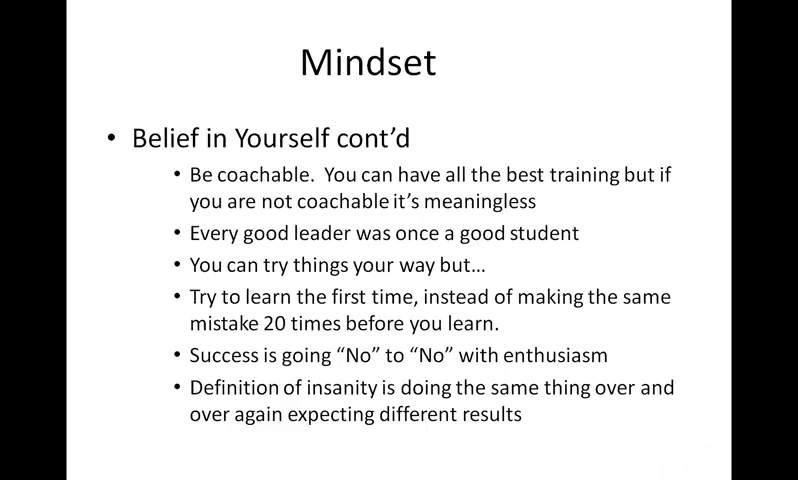 Mindset
• Belief in Yourself cont’d
• Be coachable.  You can have all the best training but if
you are not coachable it’s meaningless
• Every good leader was once a good student
• You can try things your way but…
• Try to learn the first time, instead of making the same
mistake 20 times before you learn.
• Success is going “No” to “No” with enthusiasm
• Definition of insanity is doing the same thing over and
over again expecting different results